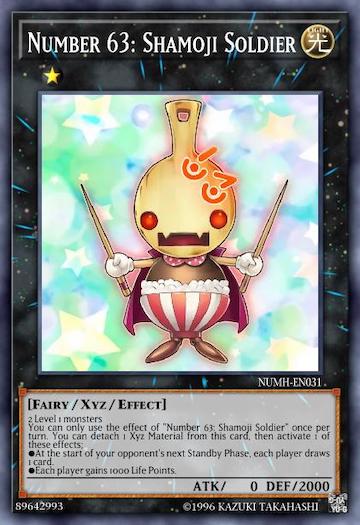 NUMBER 63: SHAMOJI SOLDIER
LIGHT
光
63
NUMH-EN031
[FAIRY / XYZ / EFFECT]
2 Level 1 monsters
You can only use the effect of "Number 63: Shamoji Soldier" once per
turn. You can detach 1 Xyz Material from this card, then activate 1 of
these effects;
●At the start of your opponent's next Standby Phase, each player draws
1 card.
●Each player gains 1000 Life Points.
ATK/ 0 DEF/2000
89642993
©1996 KAZUKI TAKAHASHI